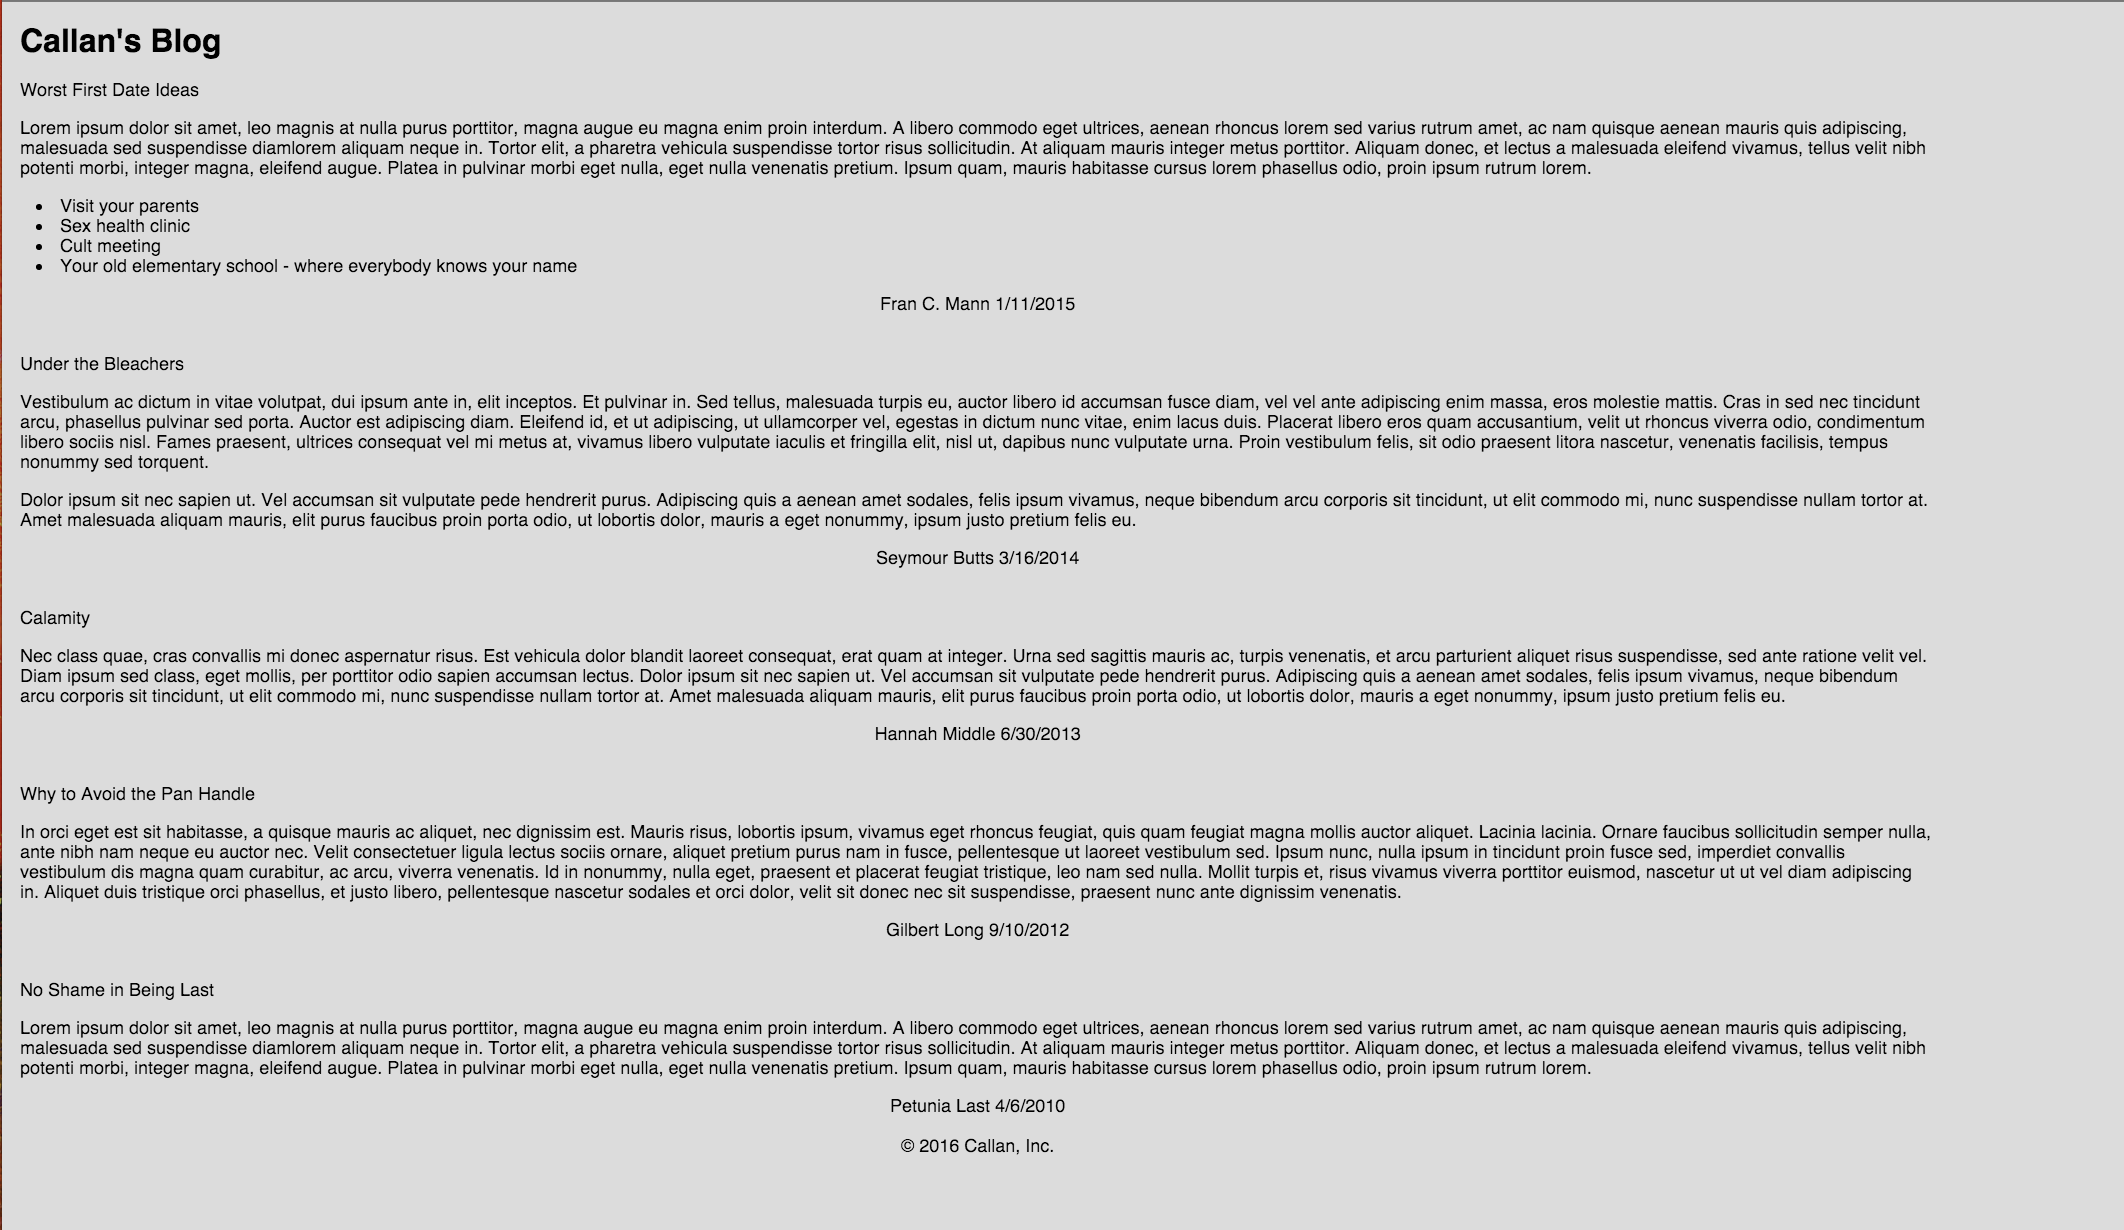 Callan's Blog
Worst First Date Ideas
Lorem ipsum dolor sit amet, leo magnis at nulla purus porttitor, magna augue eu magna enim proin interdum. A libero commodo eget ultrices, aenean rhoncus lorem sed varius rutrum amet, ac nam quisque aenean mauris quis adipiscing,
malesuada sed suspendisse diamlorem aliquam neque in. Tortor elit, a pharetra vehicula suspendisse tortor risus sollicitudin. At aliquam mauris integer metus porttitor. Aliquam donec, et lectus a malesuada eleifend vivamus, tellus velit nibh
potenti morbi, integer magna, eleifend augue. Platea in pulvinar morbi eget nulla, eget nulla venenatis pretium. Ipsum quam, mauris habitasse cursus lorem phasellus odio, proin ipsum rutrum lorem.
• Visit your parents
• Sex health clinic
• Cult meeting
• Your old elementary school - where everybody knows your name
Fran C. Mann 1/11/2015
Under the Bleachers
Vestibulum ac dictum in vitae volutpat, dui ipsum ante in, elit inceptos. Et pulvinar in. Sed tellus, malesuada turpis eu, auctor libero id accumsan fusce diam, vel vel ante adipiscing enim massa, eros molestie mattis. Cras in sed nec tincidunt
arcu, phasellus pulvinar sed porta. Auctor est adipiscing diam. Eleifend id, et ut adipiscing, ut ullamcorper vel, egestas in dictum nunc vitae, enim lacus duis. Placerat libero eros quam accusantium, velit ut rhoncus viverra odio, condimentum
libero sociis nisl. Fames praesent, ultrices consequat vel mi metus at, vivamus libero vulputate iaculis et fringilla elit, nisl ut, dapibus nunc vulputate urna. Proin vestibulum felis, sit odio praesent litora nascetur, venenatis facilisis, tempus
nonummy sed torquent.
Dolor ipsum sit nec sapien ut. Vel accumsan sit vulputate pede hendrerit purus. Adipiscing quis a aenean amet sodales, felis ipsum vivamus, neque bibendum arcu corporis sit tincidunt, ut elit commodo mi, nunc suspendisse nullam tortor at.
Amet malesuada aliquam mauris, elit purus faucibus proin porta odio, ut lobortis dolor, mauris a eget nonummy, ipsum justo pretium felis eu.
Seymour Butts 3/16/2014
Calamity
Nec class quae, cras convallis mi donec aspernatur risus. Est vehicula dolor blandit laoreet consequat, erat quam at integer. Urna sed sagittis mauris ac, turpis venenatis, et arcu parturient aliquet risus suspendisse, sed ante ratione velit vel.
Diam ipsum sed class, eget mollis, per porttitor odio sapien accumsan lectus. Dolor ipsum sit nec sapien ut. Vel accumsan sit vulputate pede hendrerit purus. Adipiscing quis a aenean amet sodales, felis ipsum vivamus, neque bibendum
arcu corporis sit tincidunt, ut elit commodo mi, nunc suspendisse nullam tortor at. Amet malesuada aliquam mauris, elit purus faucibus proin porta odio, ut lobortis dolor, mauris a eget nonummy, ipsum justo pretium felis eu.
Hannah Middle 6/30/2013
Why to Avoid the Pan Handle
In orci eget est sit habitasse, a quisque mauris ac aliquet, nec dignissim est. Mauris risus, lobortis ipsum, vivamus eget rhoncus feugiat, quis quam feugiat magna mollis auctor aliquet. Lacinia lacinia. Ornare faucibus sollicitudin semper nulla,
ante nibh nam neque eu auctor nec. Velit consectetuer ligula lectus sociis ornare, aliquet pretium purus nam in fusce, pellentesque ut laoreet vestibulum sed. Ipsum nunc, nulla ipsum in tincidunt proin fusce sed, imperdiet convallis
vestibulum dis magna quam curabitur, ac arcu, viverra venenatis. Id in nonummy, nulla eget, praesent et placerat feugiat tristique, leo nam sed nulla. Mollit turpis et, risus vivamus viverra porttitor euismod, nascetur ut ut vel diam adipiscing
in. Aliquet duis tristique orci phasellus, et justo libero, pellentesque nascetur sodales et orci dolor, velit sit donec nec sit suspendisse, praesent nunc ante dignissim venenatis.
Gilbert Long 9/10/2012
No Shame in Being Last
Lorem ipsum dolor sit amet, leo magnis at nulla purus porttitor, magna augue eu magna enim proin interdum. A libero commodo eget ultrices, aenean rhoncus lorem sed varius rutrum amet, ac nam quisque aenean mauris quis adipiscing,
malesuada sed suspendisse diamlorem aliquam neque in. Tortor elit, a pharetra vehicula suspendisse tortor risus sollicitudin. At aliquam mauris integer metus porttitor. Aliquam donec, et lectus a malesuada eleifend vivamus, tellus velit nibh
potenti morbi, integer magna, eleifend augue. Platea in pulvinar morbi eget nulla, eget nulla venenatis pretium. Ipsum quam, mauris habitasse cursus lorem phasellus odio, proin ipsum rutrum lorem.
Petunia Last 4/6/2010
© 2016 Callan, Inc.